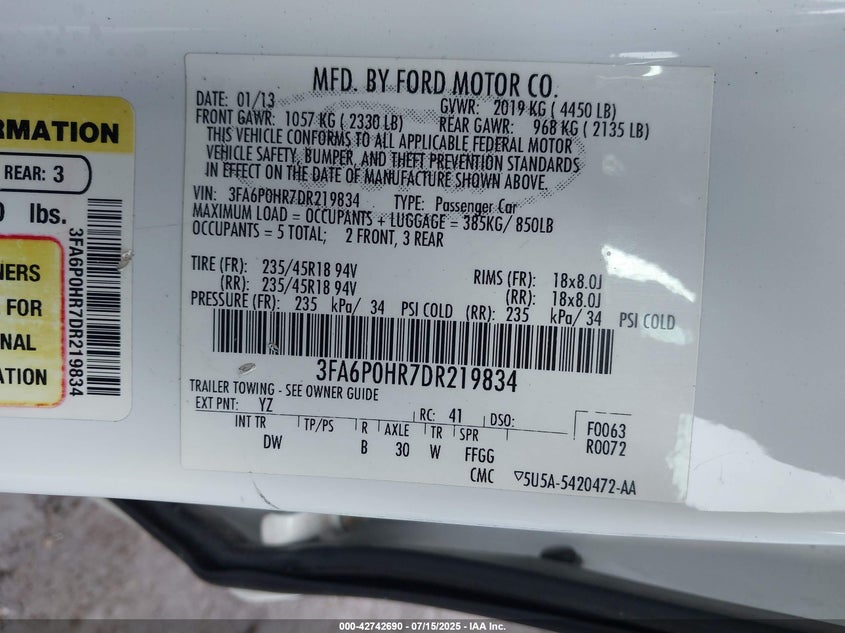 MFD. BY FORD MOTOR CO.
DATE: 01/13
GVWR: 2019 KG ( 4450 LB)
FRONT GAWR: 1057 KG ( 2330 LB)
REAR GAWR: 968 KG ( 2135 LB)
THIS VEHICLE CONFORMS TO ALL APPLICABLE FEDERAL MOTOR
VEHICLE SAFETY, BUMPER, AND THEFT PREVENTION STANDARDS
IN EFFECT ON THE DATE OF MANUFACTURE SHOWN ABOVE.
VIN: 3FA6P0HR7DR219834 TYPE: Passenger Car
MAXIMUM LOAD = OCCUPANTS + LUGGAGE = 385KG/ 850LB
OCCUPANTS = 5 TOTAL; 2 FRONT, 3 REAR
TIRE (FR): 235/45R18 94V RIMS (FR): 18x8.0J
(RR): 235/45R18 94V (RR): 18x8.0J
PRESSURE (FR): 235 kPa/ 34 PSI COLD (RR): 235 kPa/ 34 PSI COLD
3FA6P0HR7DR219834
TRAILER TOWING - SEE OWNER GUIDE
EXT PNT: YZ RC: 41 DSO: F0063
INT TR TP/PS R AXLE TR SPR R0072
DW B 30 W FFGG
CMC ▽5U5A-5420472-AA
RMATION
REAR: 3
0 lbs.
NERS
FOR
NAL
ATION
3FA6P0HR7DR219834
000-42742690 - 07/15/2025 - IAA Inc.